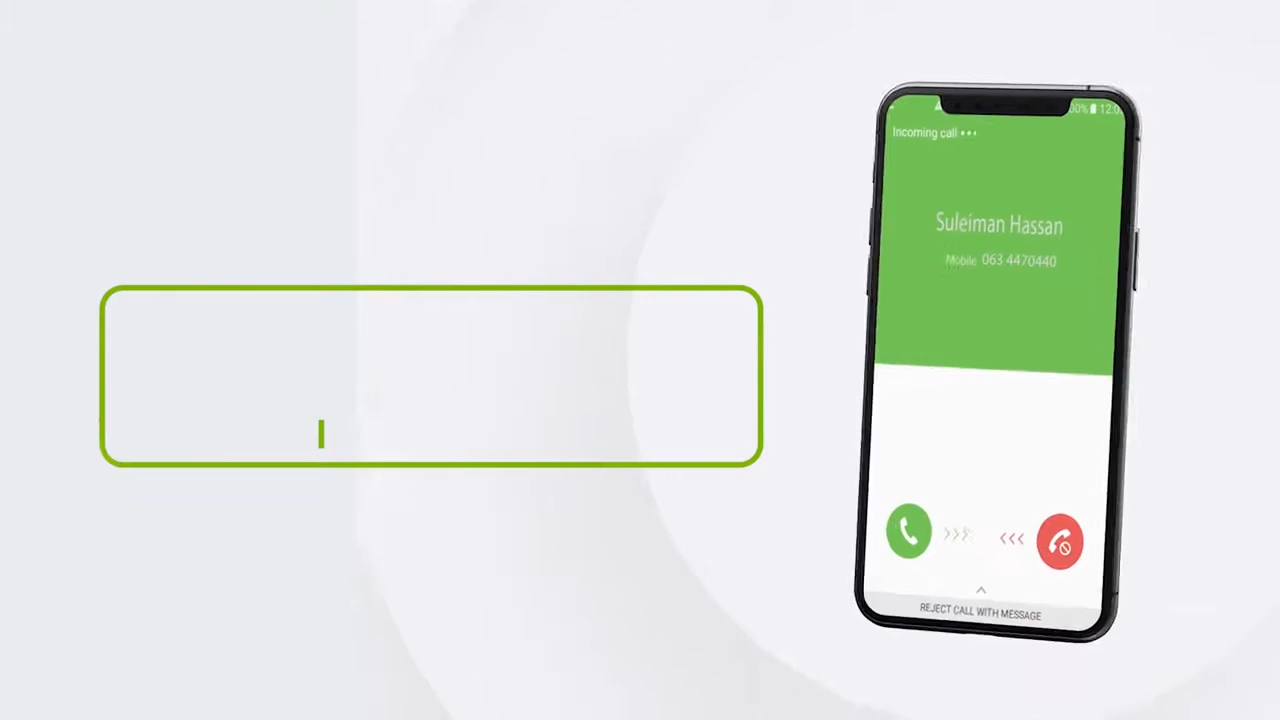 Incoming call •••
Suleiman Hassan
Mobile 063 4470440
REJECT CALL WITH MESSAGE